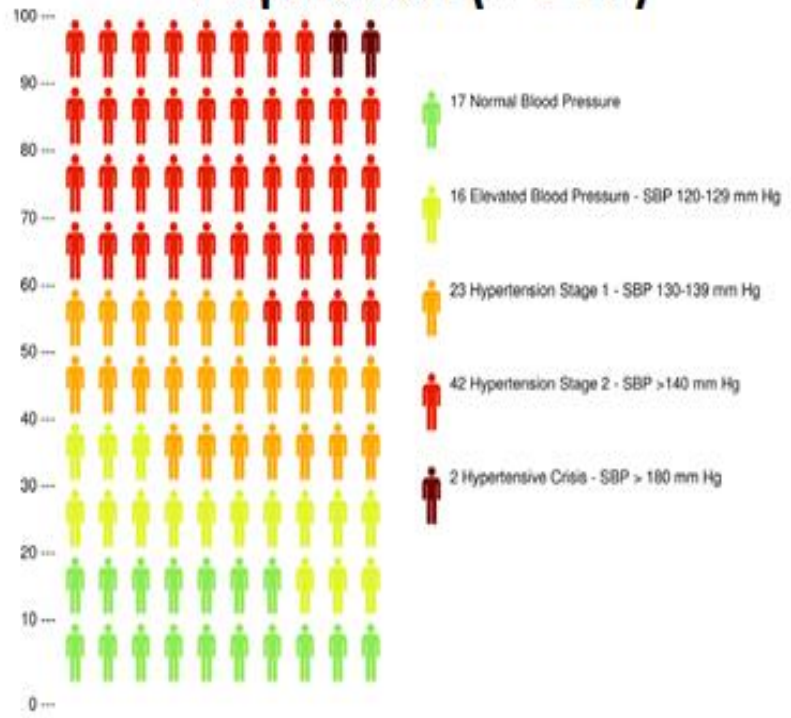 100 ---
90 ---
80 ---
70 ---
60 ---
50 ---
40 ---
30 ---
20 ---
10 ---
0 ---
17 Normal Blood Pressure
16 Elevated Blood Pressure - SBP 120-129 mm Hg
23 Hypertension Stage 1 - SBP 130-139 mm Hg
42 Hypertension Stage 2 - SBP >140 mm Hg
2 Hypertensive Crisis - SBP > 180 mm Hg